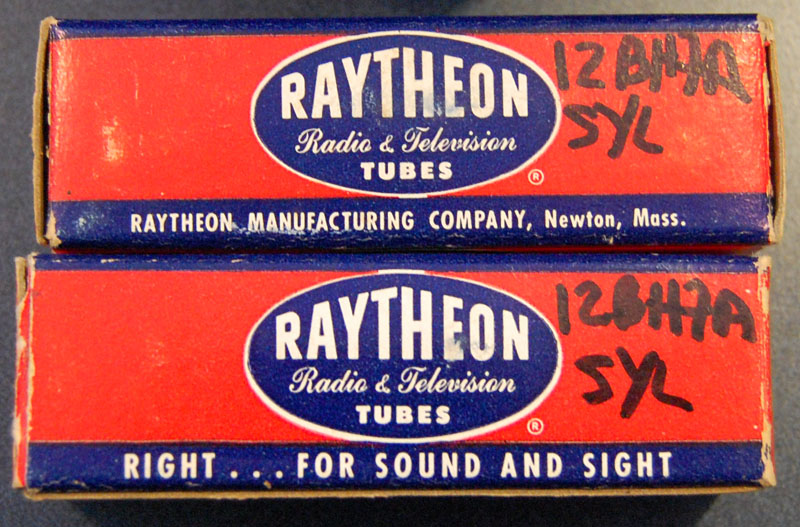 RAYTHEON
Radio & Television
TUBES
®
12BH7A
SYL
RAYTHEON MANUFACTURING COMPANY, Newton, Mass.
RAYTHEON
Radio & Television
TUBES
®
12BH7A
SYL
RIGHT . . . FOR SOUND AND SIGHT